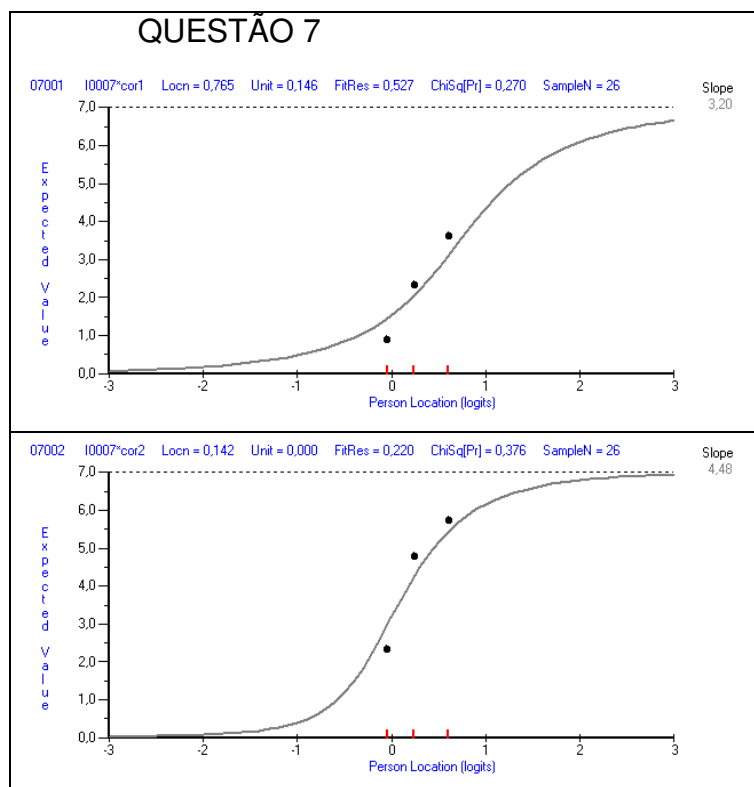 QUESTÃO 7
07001 I0007*cor1 Locn = 0,765 Unit = 0,146 FitRes = 0,527 ChiSq[Pr] = 0,270 SampleN = 26
Slope
3,20
7,0
6,0
5,0
4,0
3,0
2,0
1,0
0,0
Expected Value
-3 -2 -1 0 1 2 3
Person Location (logits)
07002 I0007*cor2 Locn = 0,142 Unit = 0,000 FitRes = 0,220 ChiSq[Pr] = 0,376 SampleN = 26
Slope
4,48
7,0
6,0
5,0
4,0
3,0
2,0
1,0
0,0
Expected Value
-3 -2 -1 0 1 2 3
Person Location (logits)